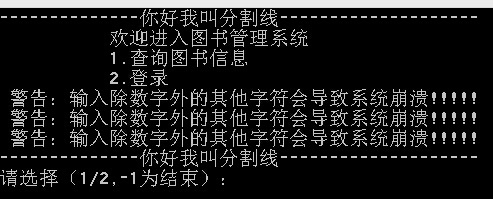 --------------你好我叫分割线--------------------
欢迎进入图书管理系统
1.查询图书信息
2.登录
警告：输入除数字外的其他字符会导致系统崩溃!!!!!
警告：输入除数字外的其他字符会导致系统崩溃!!!!!
警告：输入除数字外的其他字符会导致系统崩溃!!!!!
--------------你好我叫分割线--------------------
请选择（1/2,-1为结束）：